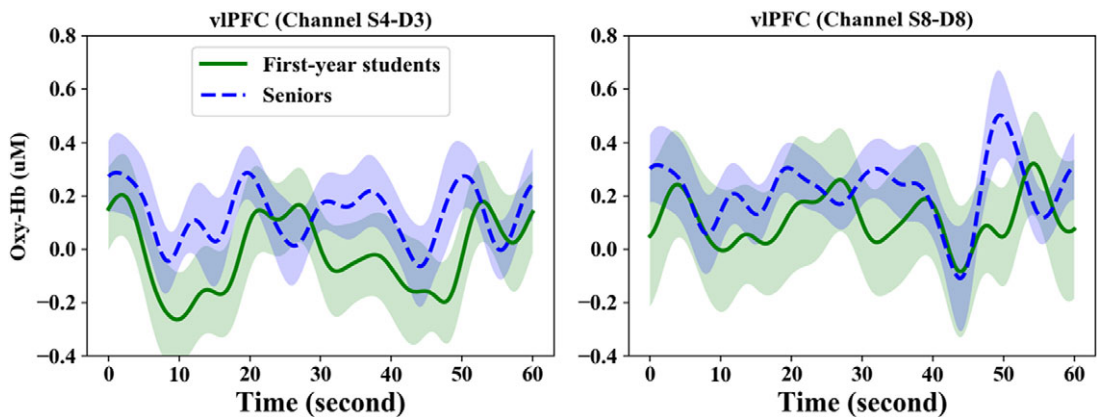 vlPFC (Channel S4-D3)
vlPFC (Channel S8-D8)
Oxy-Hb (uM)
0.8
0.6
0.4
0.2
0.0
−0.2
−0.4
First-year students
Seniors
0 10 20 30 40 50 60
Time (second)
0.8
0.6
0.4
0.2
0.0
−0.2
−0.4
0 10 20 30 40 50 60
Time (second)